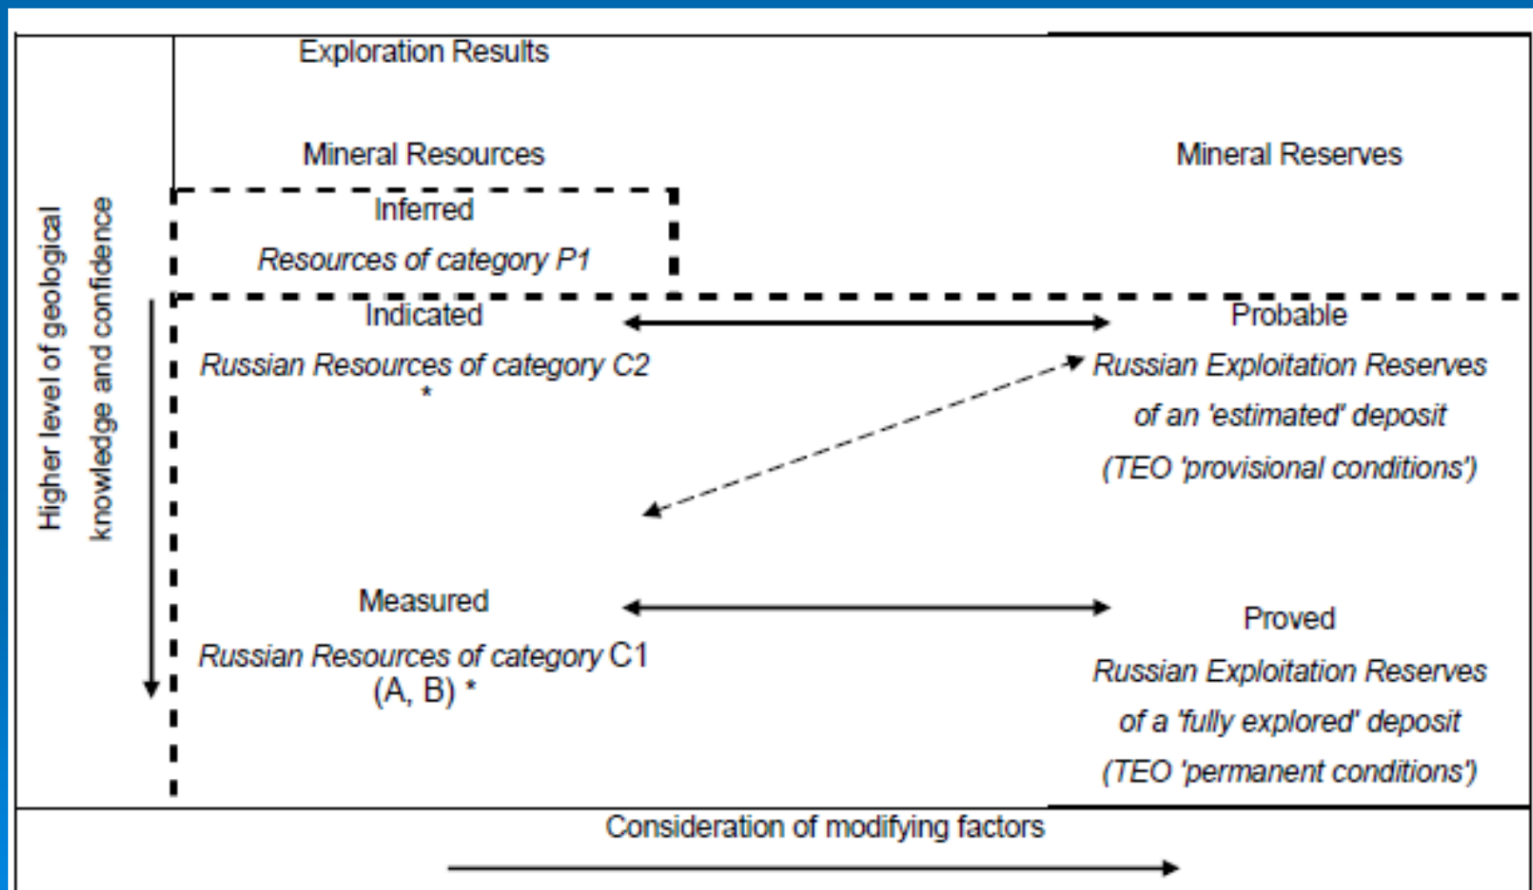 Exploration Results
Mineral Resources
Mineral Reserves
Higher level of geological
knowledge and confidence
Inferred
Resources of category P1
Indicated
Russian Resources of category C2
*
Probable
Russian Exploitation Reserves
of an 'estimated' deposit
(TEO 'provisional conditions')
Measured
Russian Resources of category C1
(A, B) *
Proved
Russian Exploitation Reserves
of a 'fully explored' deposit
(TEO 'permanent conditions')
Consideration of modifying factors